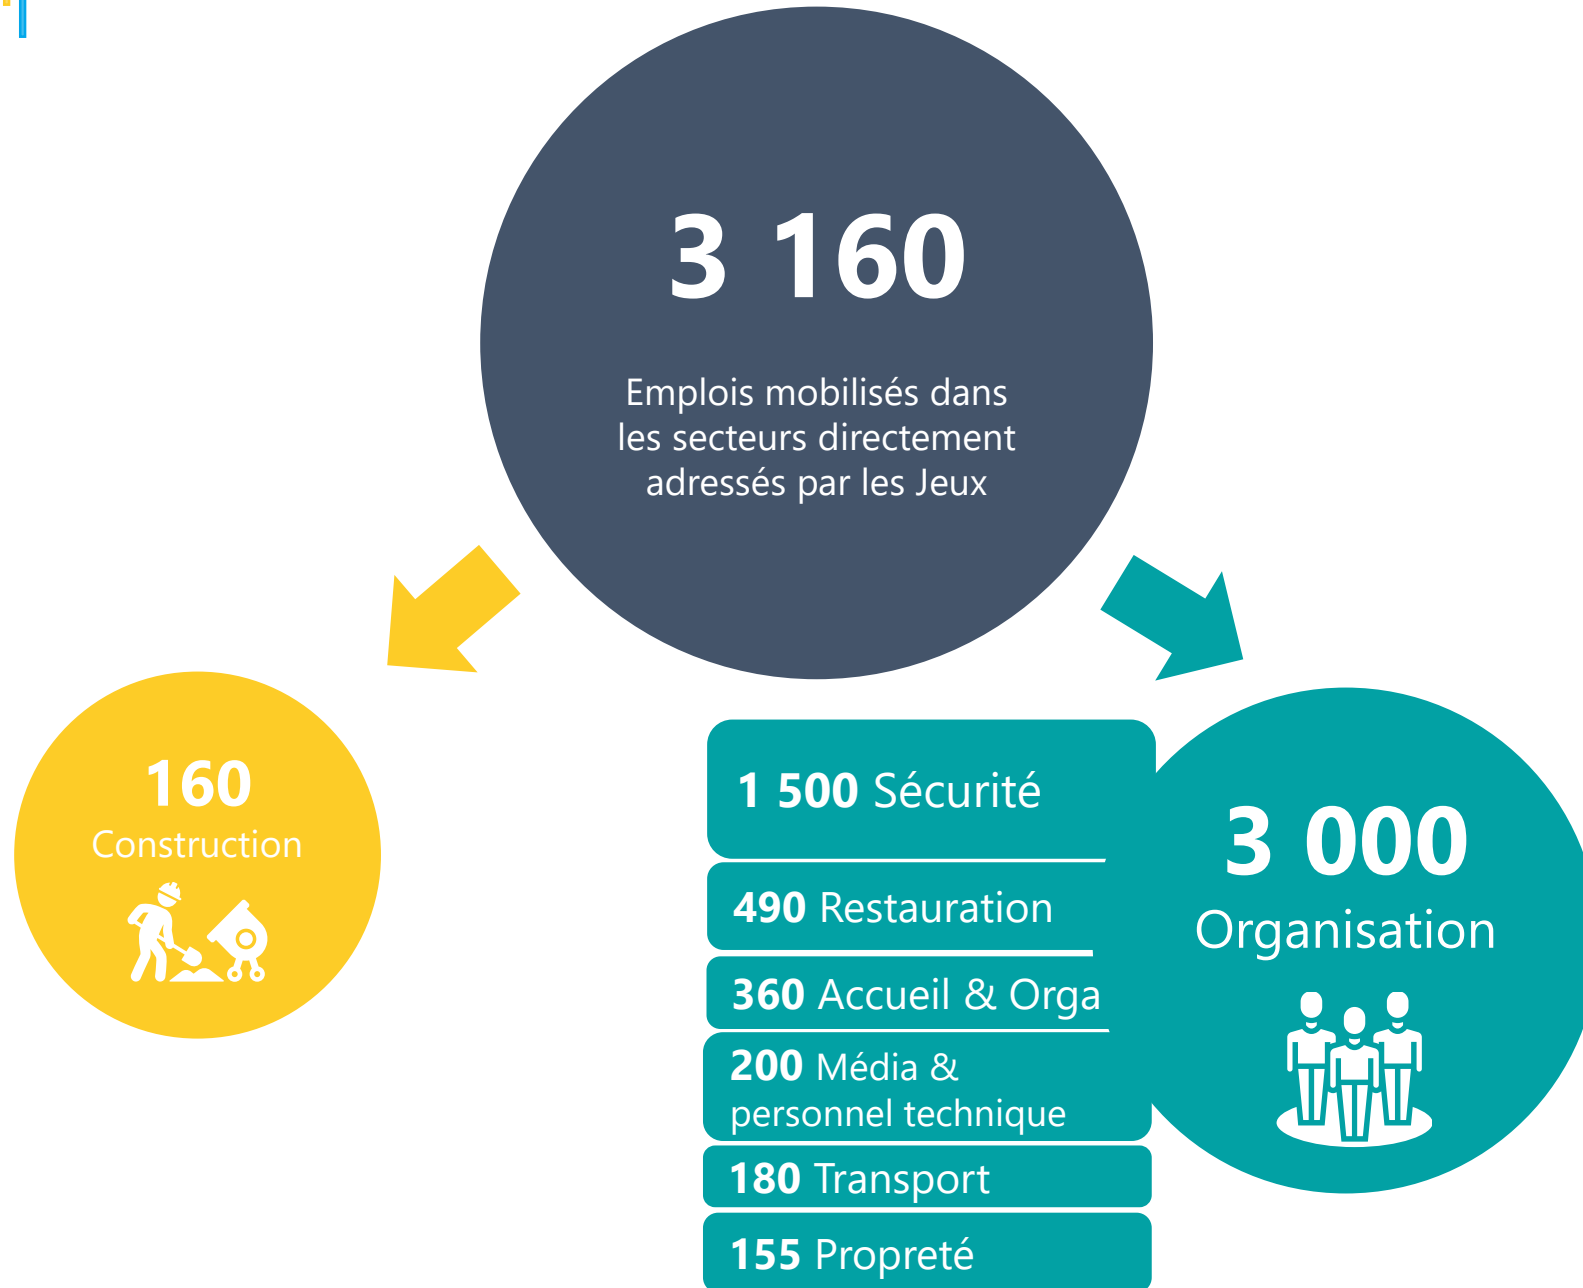 3 160
Emplois mobilisés dans
les secteurs directement
adressés par les Jeux
160
Construction
1 500 Sécurité
490 Restauration
360 Accueil & Orga
200 Média &
personnel technique
180 Transport
155 Propreté
3 000
Organisation